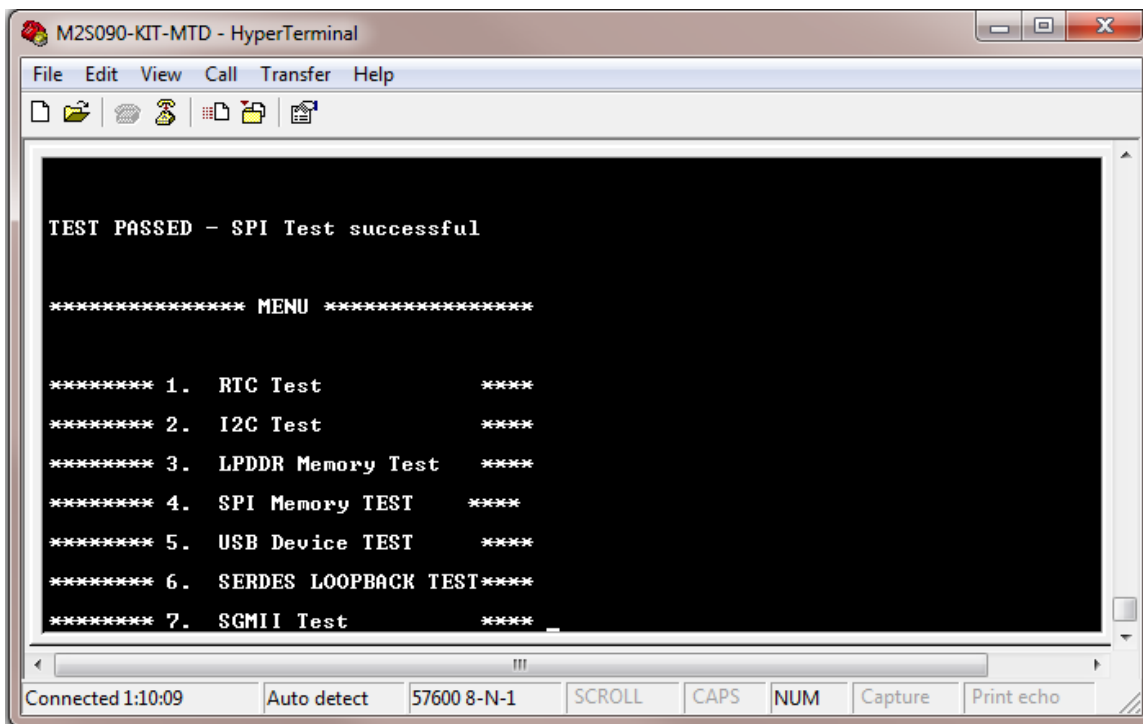 M2S090-KIT-MTD - HyperTerminal
File Edit View Call Transfer Help
TEST PASSED - SPI Test successful
*************** MENU ****************
******** 1. RTC Test ****
******** 2. I2C Test ****
******** 3. LPDDR Memory Test ****
******** 4. SPI Memory TEST ****
******** 5. USB Device TEST ****
******** 6. SERDES LOOPBACK TEST****
******** 7. SGMII Test **** _
Connected 1:10:09 Auto detect 57600 8-N-1 SCROLL CAPS NUM Capture Print echo